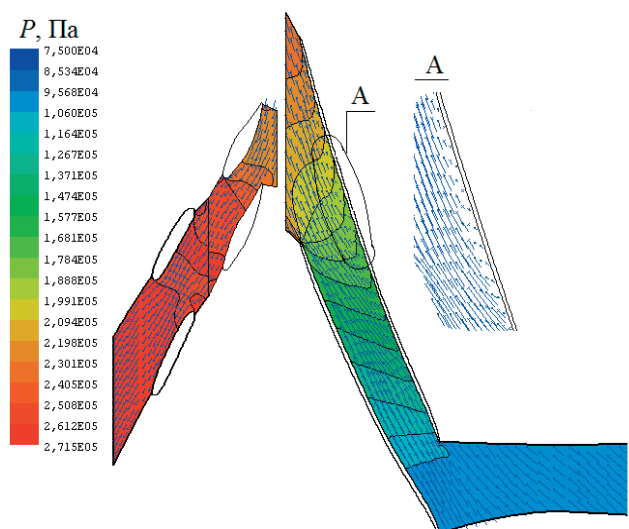 P, Па
7,500E04
8,534E04
9,568E04
1,060E05
1,164E05
1,267E05
1,371E05
1,474E05
1,577E05
1,681E05
1,784E05
1,888E05
1,991E05
2,094E05
2,198E05
2,301E05
2,405E05
2,508E05
2,612E05
2,715E05
А
А